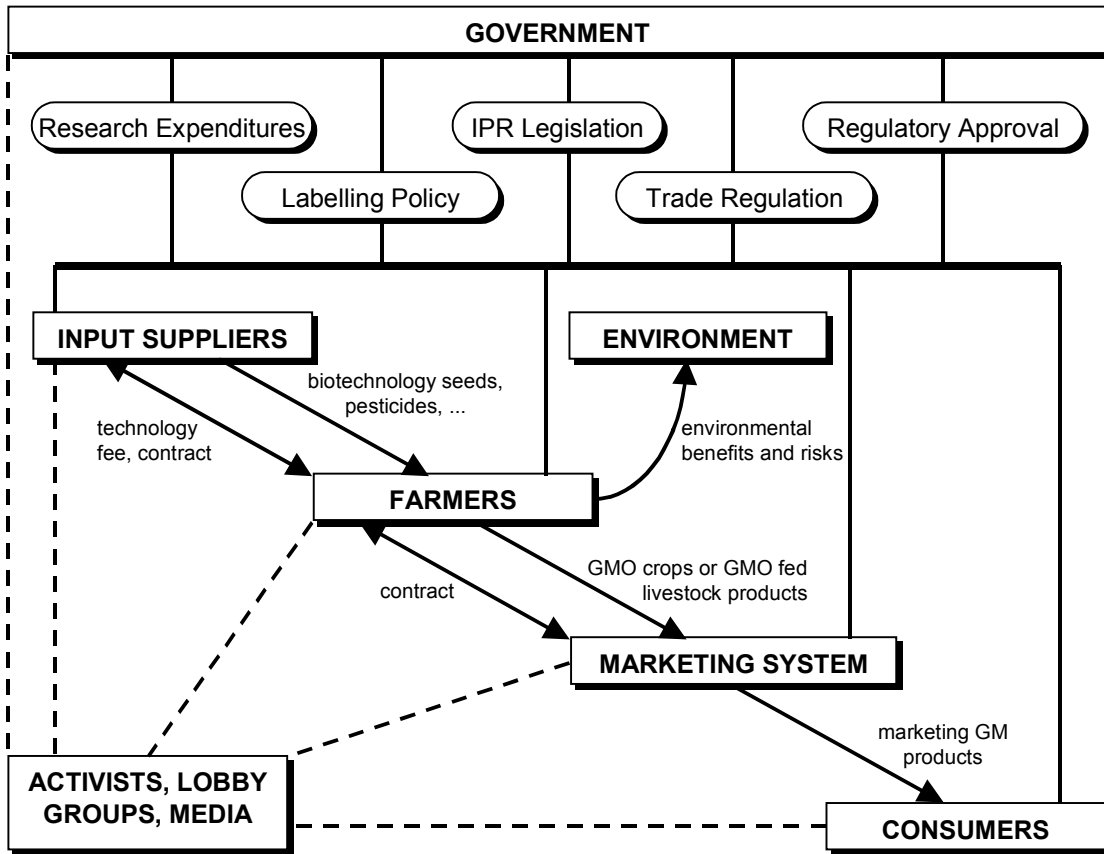 GOVERNMENT
Research Expenditures
IPR Legislation
Regulatory Approval
Labelling Policy
Trade Regulation
INPUT SUPPLIERS
ENVIRONMENT
biotechnology seeds,
pesticides, ...
technology
fee, contract
environmental
benefits and risks
FARMERS
GMO crops or GMO fed
livestock products
contract
MARKETING SYSTEM
marketing GM
products
ACTIVISTS, LOBBY
GROUPS, MEDIA
CONSUMERS